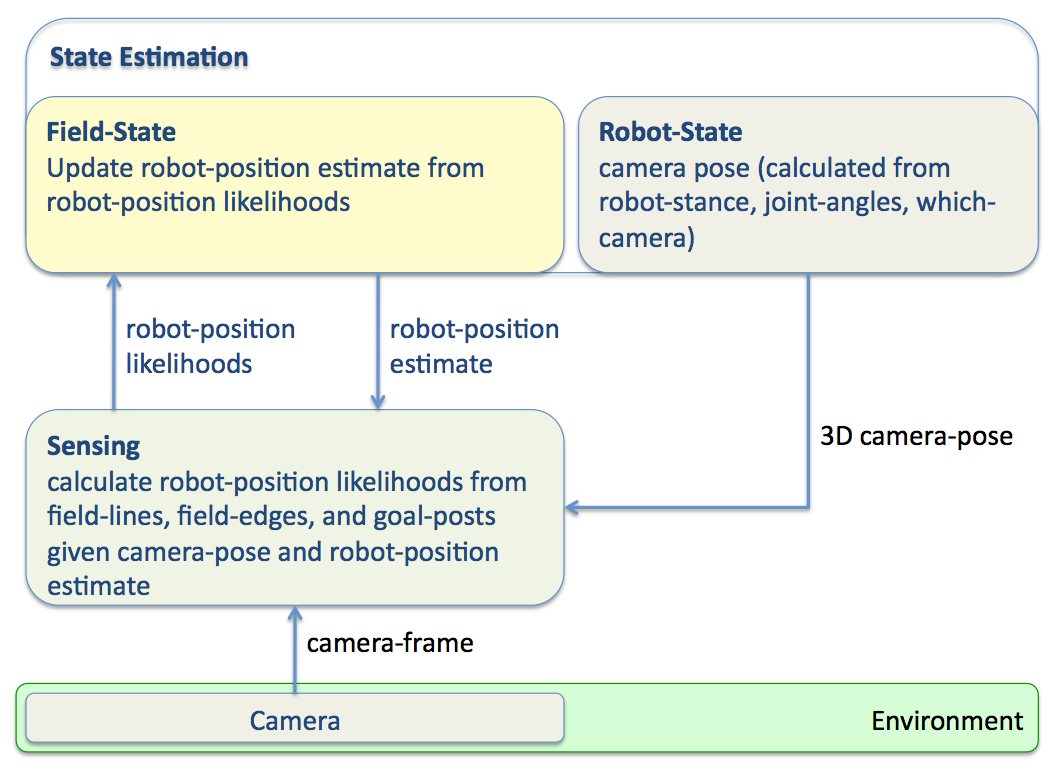 State Estimation
Field-State
Update robot-position estimate from
robot-position likelihoods
Robot-State
camera pose (calculated from
robot-stance, joint-angles, which-
camera)
robot-position
likelihoods
robot-position
estimate
3D camera-pose
Sensing
calculate robot-position likelihoods from
field-lines, field-edges, and goal-posts
given camera-pose and robot-position
estimate
camera-frame
Camera
Environment